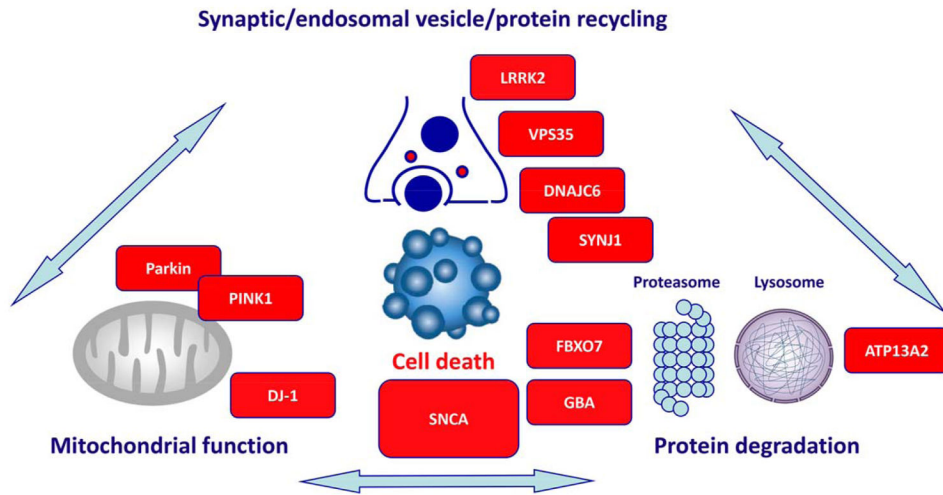 Synaptic/endosomal vesicle/protein recycling
LRRK2
VPS35
DNAJC6
SYNJ1
Parkin
PINK1
Proteasome
Lysosome
Cell death
FBXO7
ATP13A2
DJ-1
SNCA
GBA
Mitochondrial function
Protein degradation